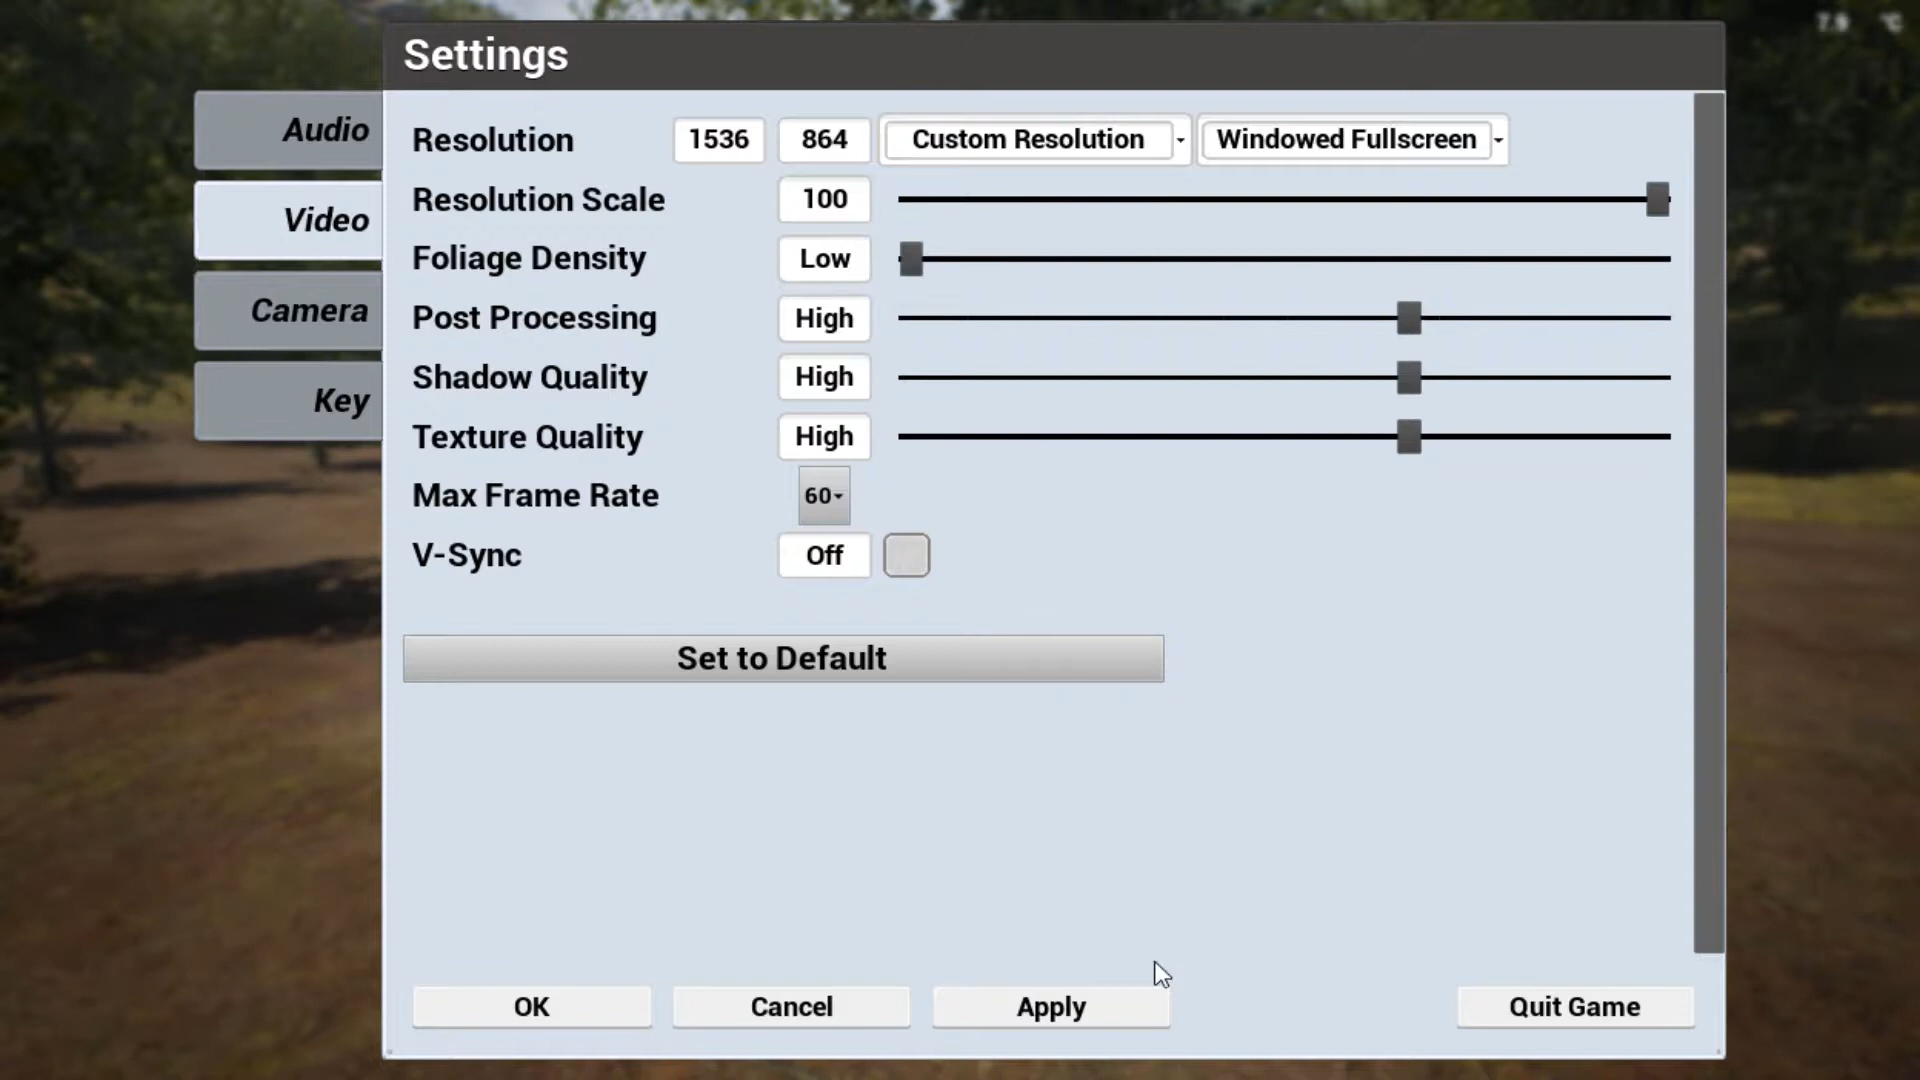 7.9 °C
Settings
Audio
Video
Camera
Key
Resolution 1536 864 Custom Resolution Windowed Fullscreen
Resolution Scale 100
Foliage Density Low
Post Processing High
Shadow Quality High
Texture Quality High
Max Frame Rate 60
V-Sync Off
Set to Default
OK Cancel Apply Quit Game